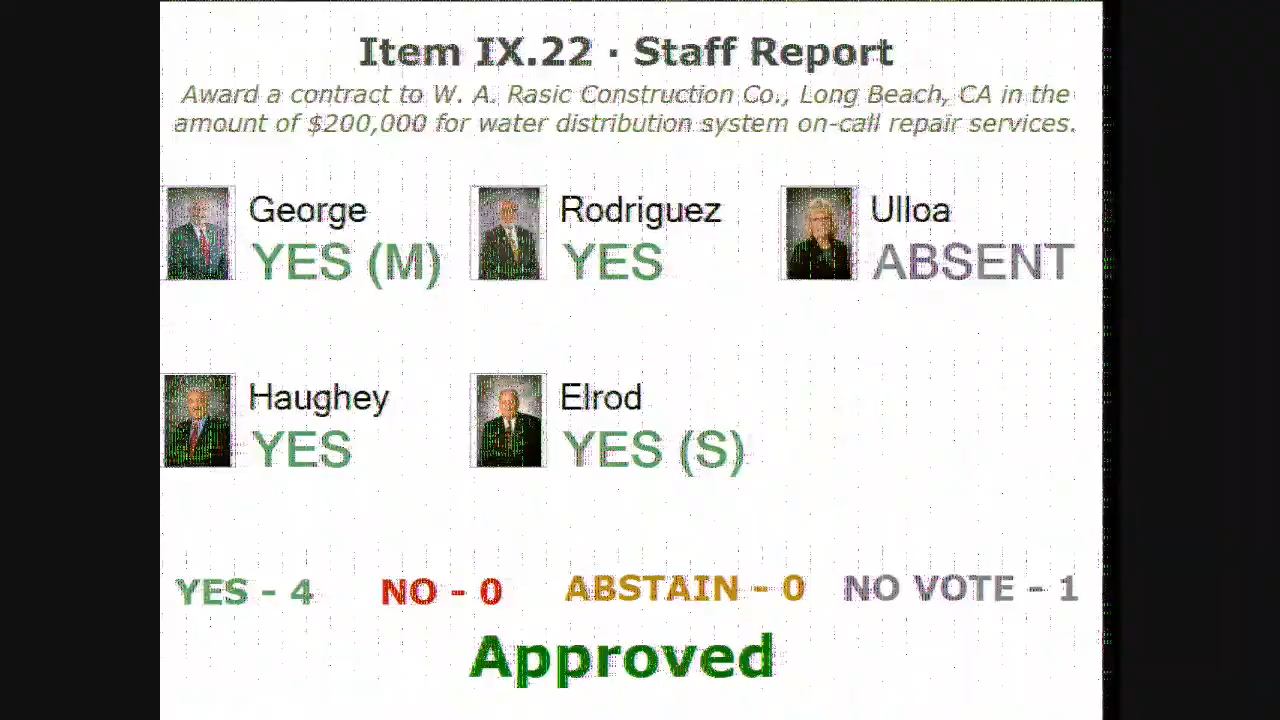 Item IX.22 · Staff Report
Award a contract to W. A. Rasic Construction Co., Long Beach, CA in the
amount of $200,000 for water distribution system on-call repair services.
George
YES (M)
Rodriguez
YES
Ulloa
ABSENT
Haughey
YES
Elrod
YES (S)
YES - 4 NO - 0 ABSTAIN - 0 NO VOTE - 1
Approved